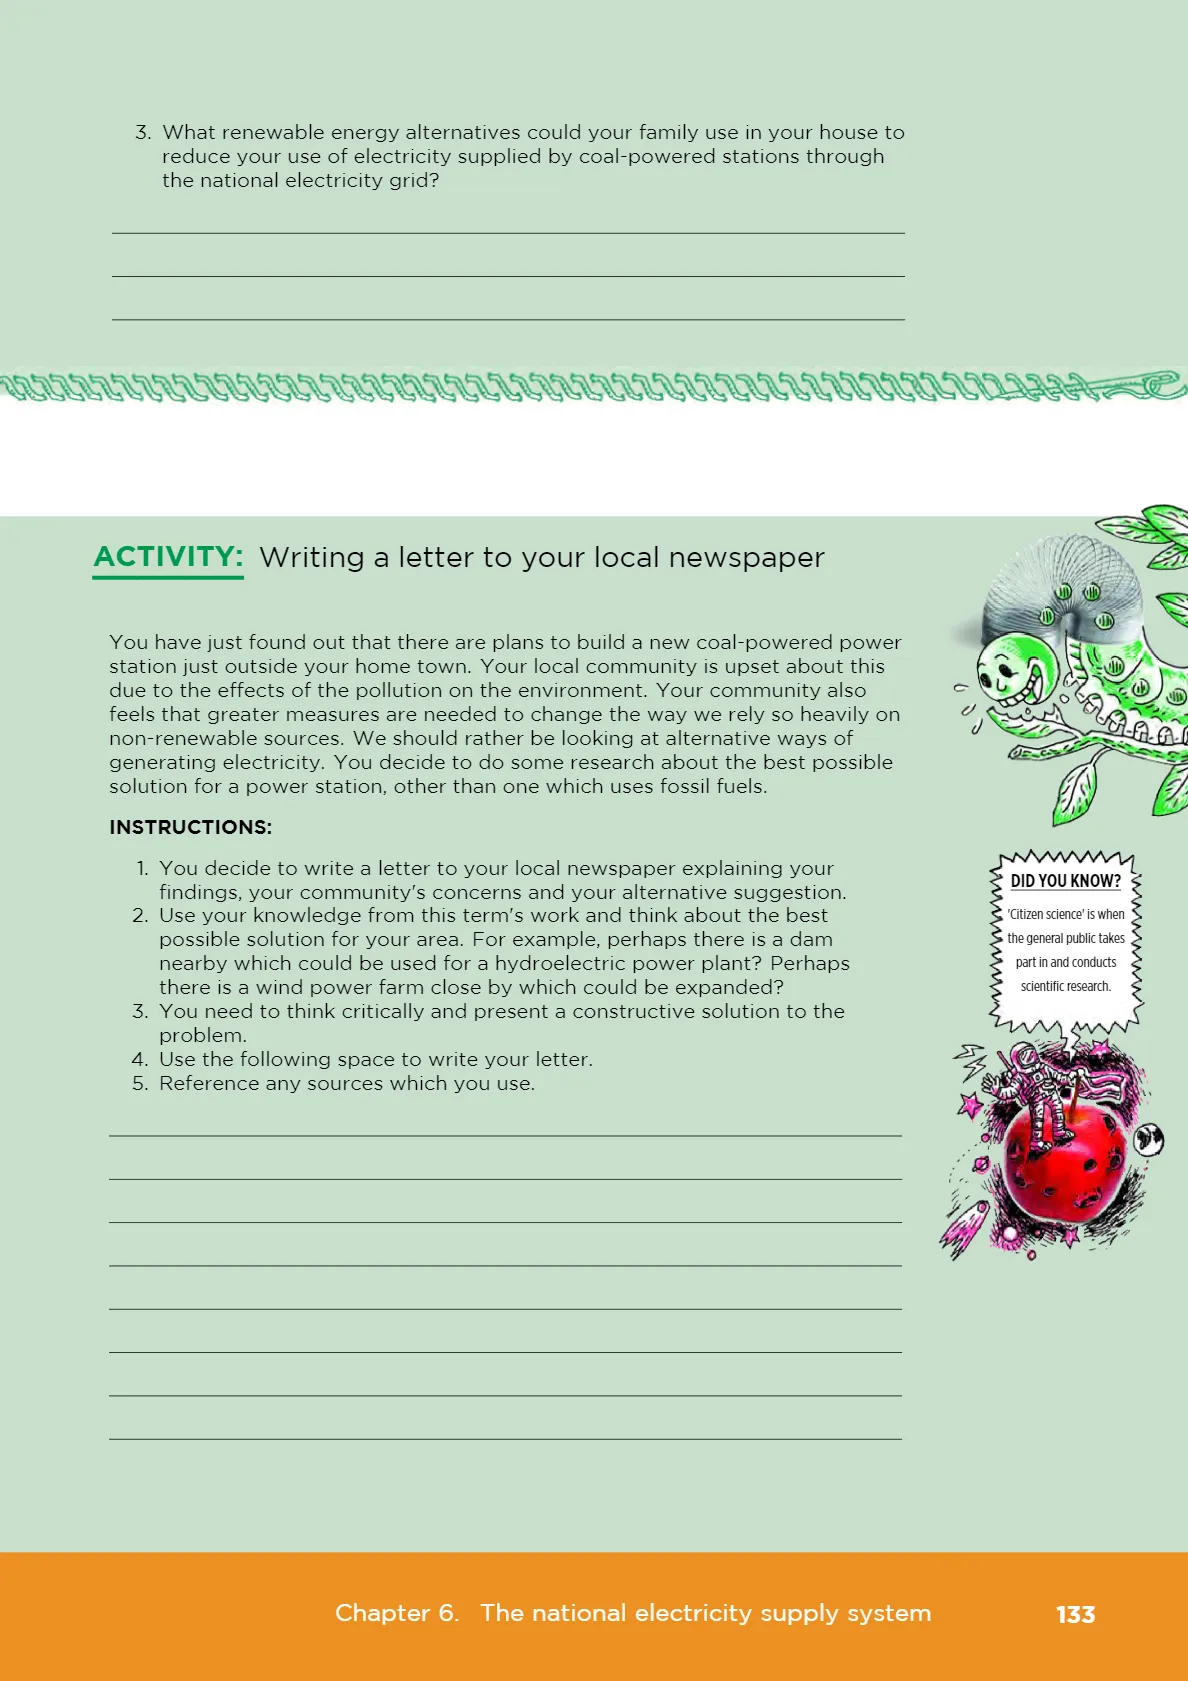 3. What renewable energy alternatives could your family use in your house to
reduce your use of electricity supplied by coal-powered stations through
the national electricity grid?
ACTIVITY: Writing a letter to your local newspaper
You have just found out that there are plans to build a new coal-powered power
station just outside your home town. Your local community is upset about this
due to the effects of the pollution on the environment. Your community also
feels that greater measures are needed to change the way we rely so heavily on
non-renewable sources. We should rather be looking at alternative ways of
generating electricity. You decide to do some research about the best possible
solution for a power station, other than one which uses fossil fuels.
INSTRUCTIONS:
1. You decide to write a letter to your local newspaper explaining your
findings, your community's concerns and your alternative suggestion.
2. Use your knowledge from this term's work and think about the best
possible solution for your area. For example, perhaps there is a dam
nearby which could be used for a hydroelectric power plant? Perhaps
there is a wind power farm close by which could be expanded?
3. You need to think critically and present a constructive solution to the
problem.
4. Use the following space to write your letter.
5. Reference any sources which you use.
DID YOU KNOW?
'Citizen science' is when
the general public takes
part in and conducts
scientific research.
Chapter 6. The national electricity supply system 133